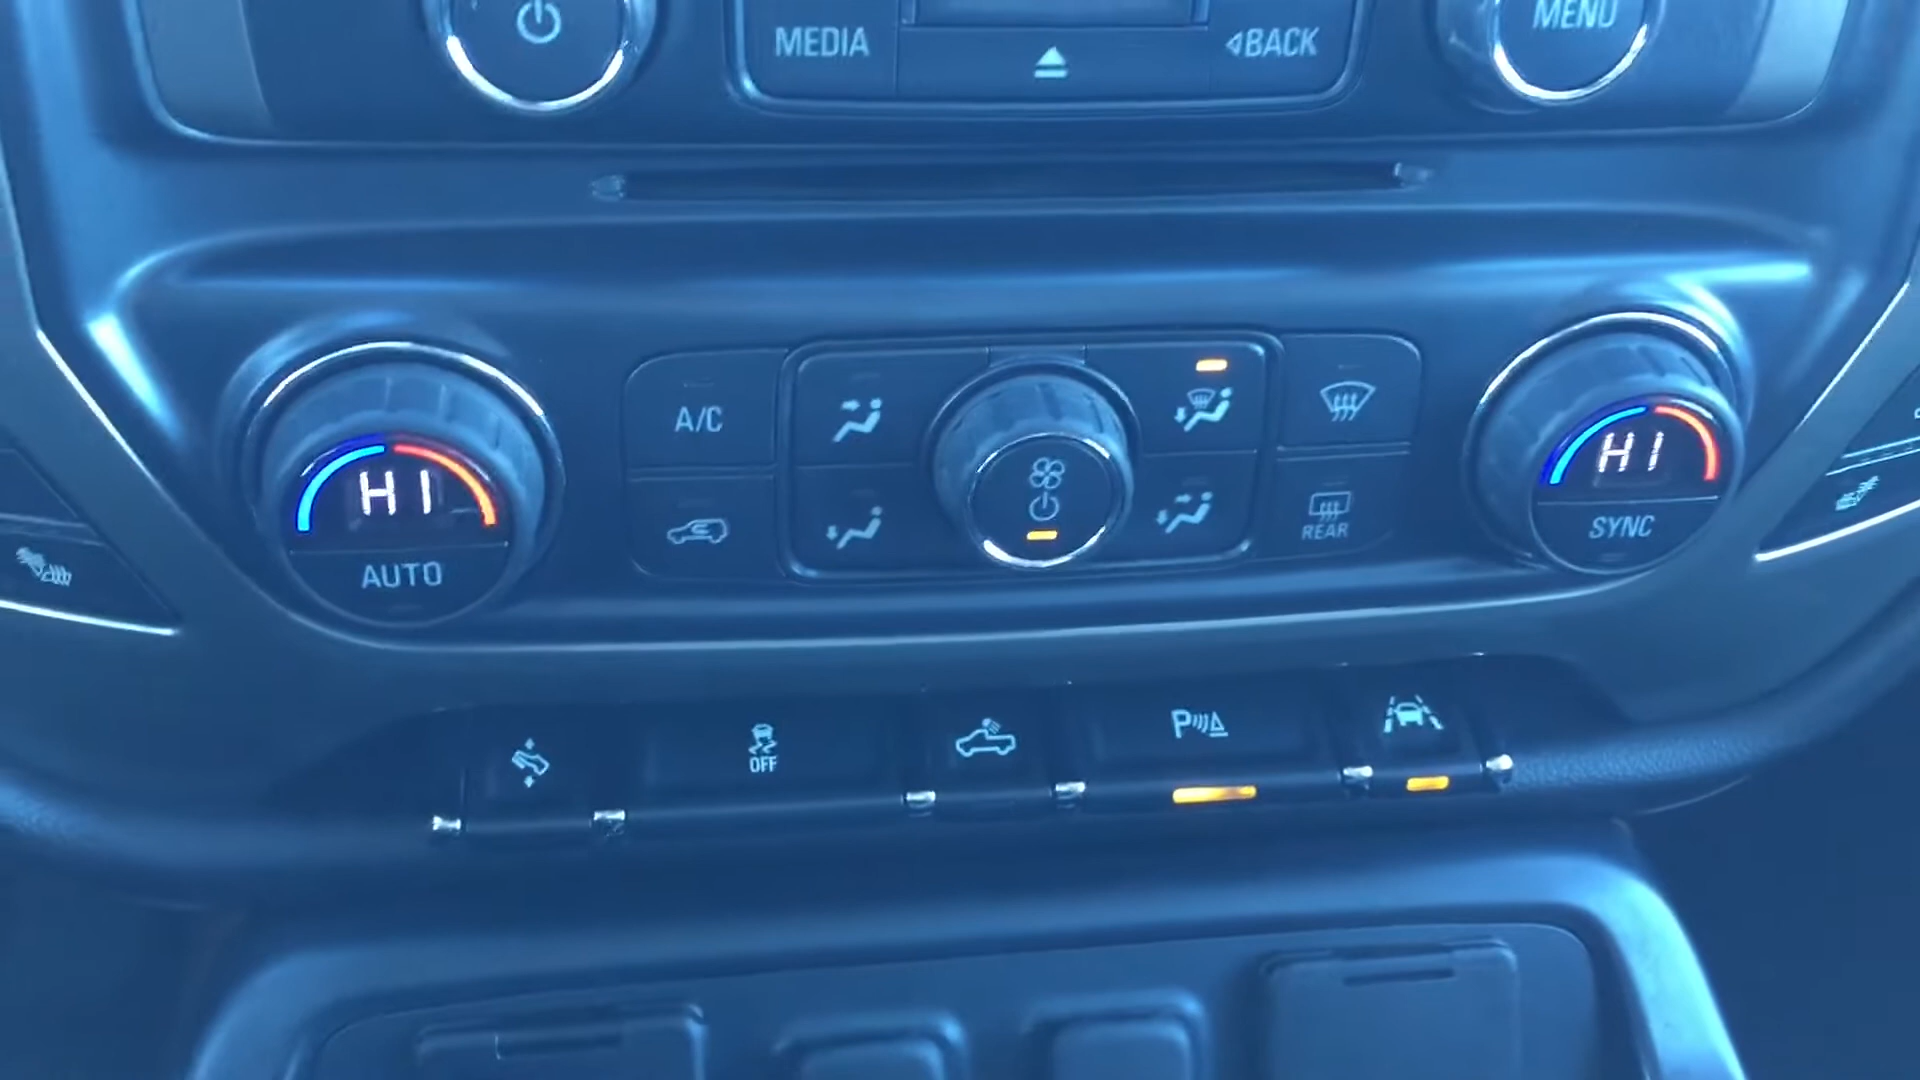 MEDIA
BACK
MENU
A/C
HI
AUTO
HI
SYNC
REAR
OFF
P